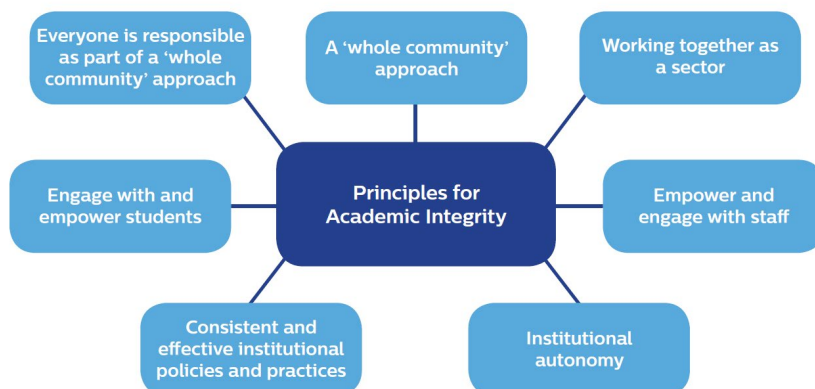 Everyone is responsible
as part of a ‘whole
community’ approach
A ‘whole community’
approach
Working together as
a sector
Engage with and
empower students
Principles for
Academic Integrity
Empower and
engage with staff
Consistent and
effective institutional
policies and practices
Institutional
autonomy